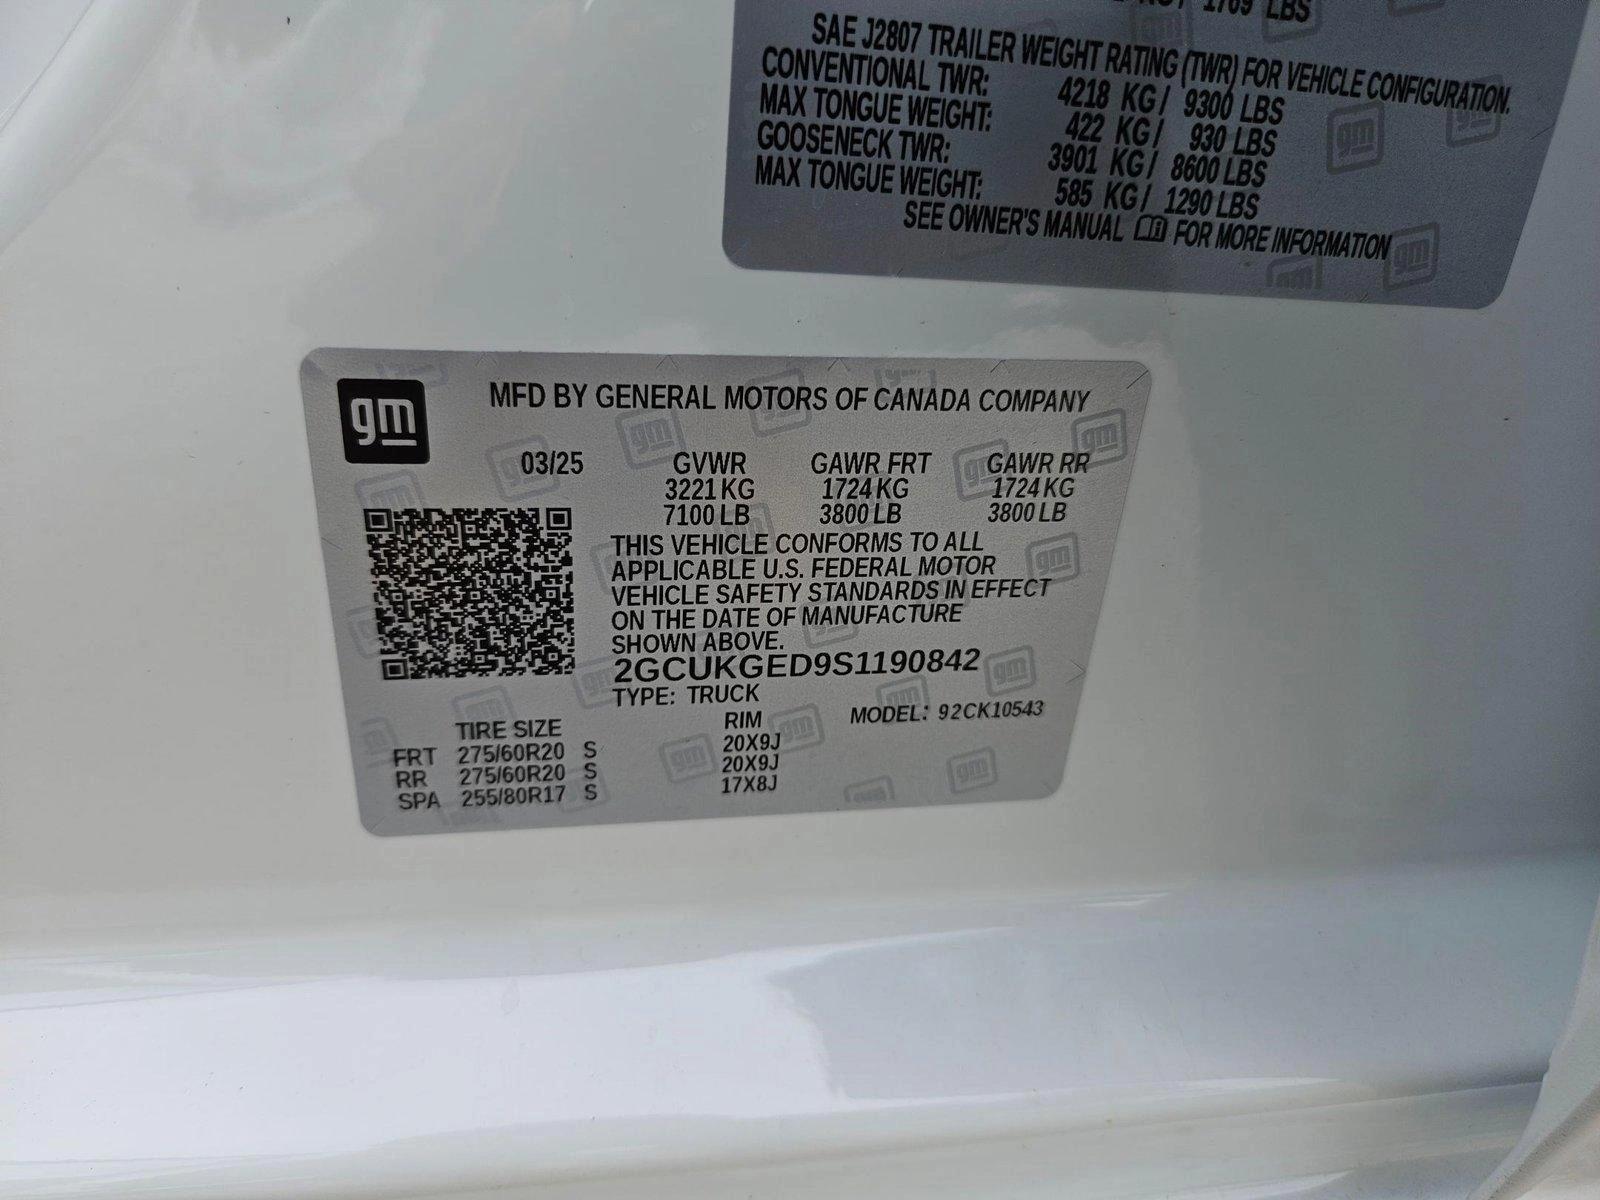 1769 LBS
SAE J2807 TRAILER WEIGHT RATING (TWR) FOR VEHICLE CONFIGURATION.
CONVENTIONAL TWR: 4218 KG/ 9300 LBS
MAX TONGUE WEIGHT: 422 KG/ 930 LBS
GOOSENECK TWR: 3901 KG/ 8600 LBS
MAX TONGUE WEIGHT: 585 KG/ 1290 LBS
SEE OWNER'S MANUAL FOR MORE INFORMATION
gm
MFD BY GENERAL MOTORS OF CANADA COMPANY
03/25 GVWR GAWR FRT GAWR RR
3221 KG 1724 KG 1724 KG
7100 LB 3800 LB 3800 LB
THIS VEHICLE CONFORMS TO ALL
APPLICABLE U.S. FEDERAL MOTOR
VEHICLE SAFETY STANDARDS IN EFFECT
ON THE DATE OF MANUFACTURE
SHOWN ABOVE.
2GCUKGED9S1190842
TYPE: TRUCK
MODEL: 92CK10543
TIRE SIZE RIM
FRT 275/60R20 S 20X9J
RR 275/60R20 S 20X9J
SPA 255/80R17 S 17X8J